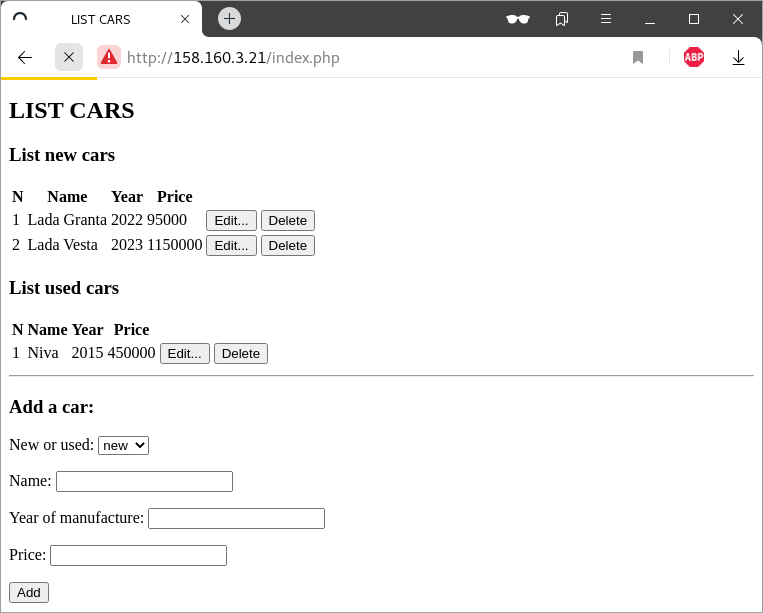 LIST CARS
http://158.160.3.21/index.php ABP
LIST CARS
List new cars
N Name Year Price
1 Lada Granta 2022 95000 Edit... Delete
2 Lada Vesta 2023 1150000 Edit... Delete
List used cars
N Name Year Price
1 Niva 2015 450000 Edit... Delete
Add a car:
New or used: new
Name:
Year of manufacture:
Price:
Add